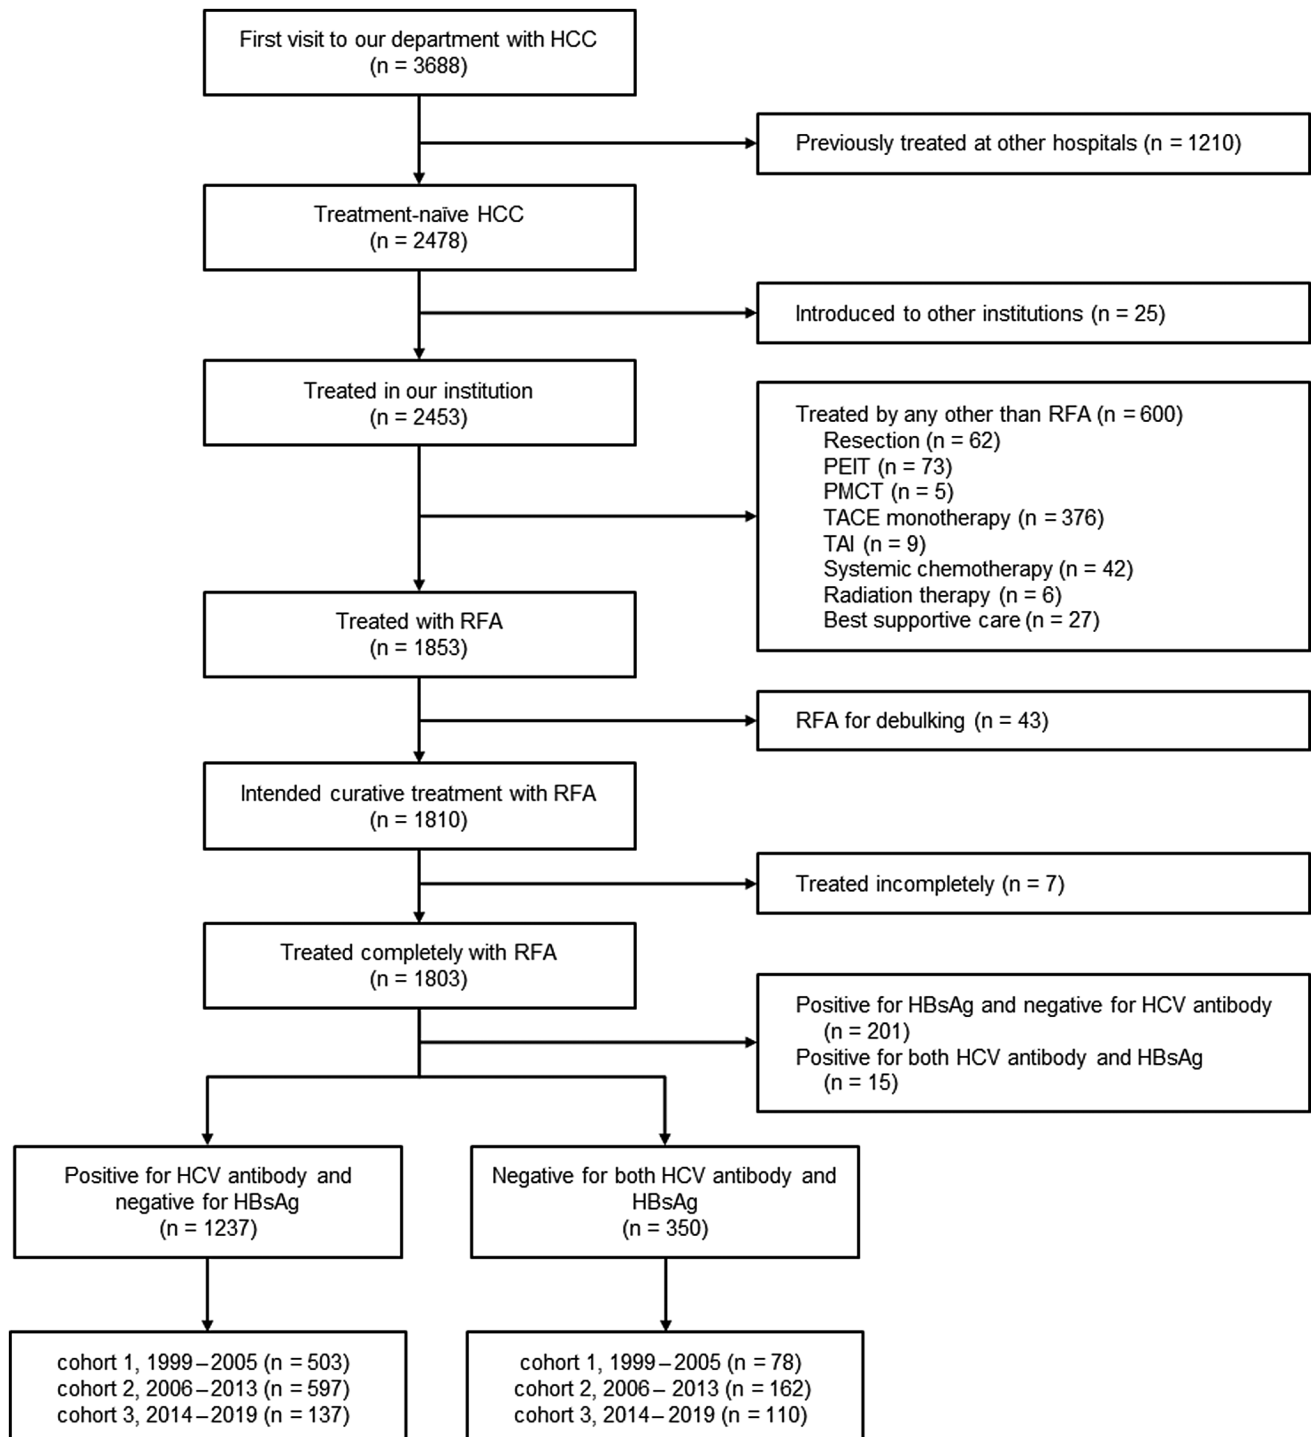 First visit to our department with HCC
(n = 3688)
Previously treated at other hospitals (n = 1210)
Treatment-naïve HCC
(n = 2478)
Introduced to other institutions (n = 25)
Treated in our institution
(n = 2453)
Treated by any other than RFA (n = 600)
Resection (n = 62)
PEIT (n = 73)
PMCT (n = 5)
TACE monotherapy (n = 376)
TAI (n = 9)
Systemic chemotherapy (n = 42)
Radiation therapy (n = 6)
Best supportive care (n = 27)
Treated with RFA
(n = 1853)
RFA for debulking (n = 43)
Intended curative treatment with RFA
(n = 1810)
Treated incompletely (n = 7)
Treated completely with RFA
(n = 1803)
Positive for HBsAg and negative for HCV antibody
(n = 201)
Positive for both HCV antibody and HBsAg
(n = 15)
Positive for HCV antibody and
negative for HBsAg
(n = 1237)
Negative for both HCV antibody and
HBsAg
(n = 350)
cohort 1, 1999–2005 (n = 503)
cohort 2, 2006–2013 (n = 597)
cohort 3, 2014–2019 (n = 137)
cohort 1, 1999–2005 (n = 78)
cohort 2, 2006–2013 (n = 162)
cohort 3, 2014–2019 (n = 110)